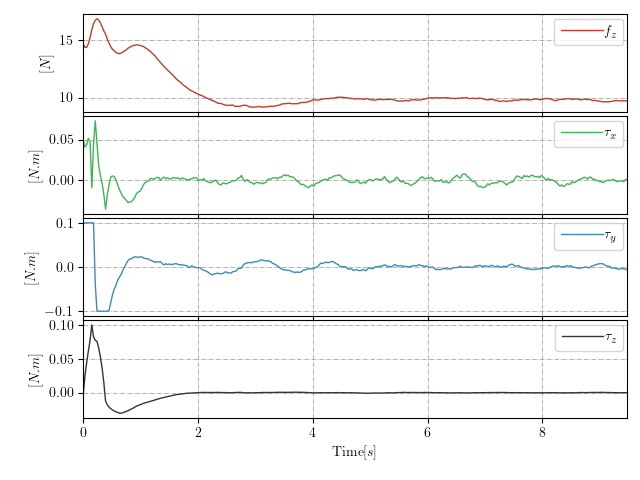 15
10
[N]
f_z
0.05
0.00
[N.m]
τ_x
0.1
0.0
−0.1
[N.m]
τ_y
0.10
0.05
0.00
[N.m]
τ_z
0 2 4 6 8
Time[s]